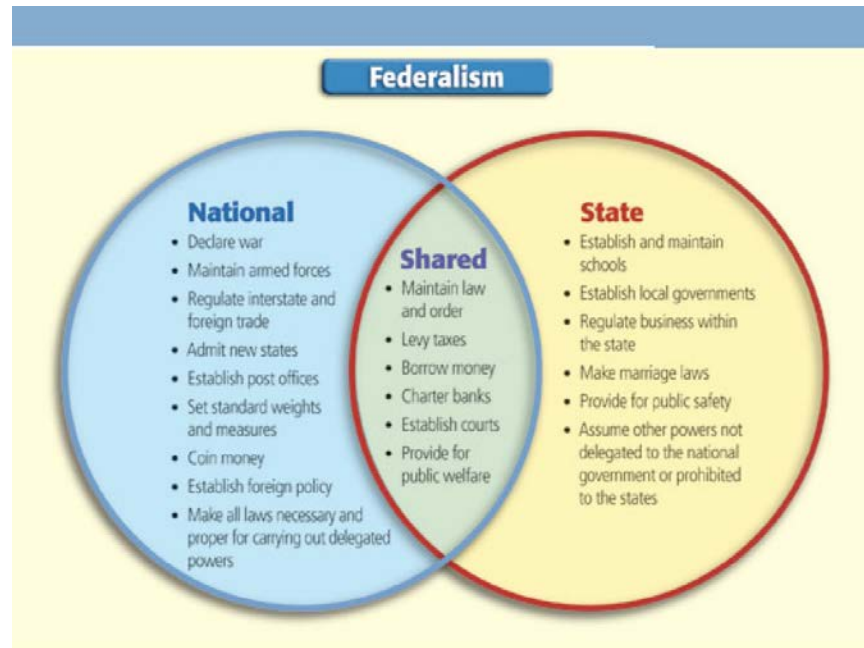 Federalism
National
• Declare war
• Maintain armed forces
• Regulate interstate and
foreign trade
• Admit new states
• Establish post offices
• Set standard weights
and measures
• Coin money
• Establish foreign policy
• Make all laws necessary and
proper for carrying out delegated
powers
Shared
• Maintain law
and order
• Levy taxes
• Borrow money
• Charter banks
• Establish courts
• Provide for
public welfare
State
• Establish and maintain
schools
• Establish local governments
• Regulate business within
the state
• Make marriage laws
• Provide for public safety
• Assume other powers not
delegated to the national
government or prohibited
to the states